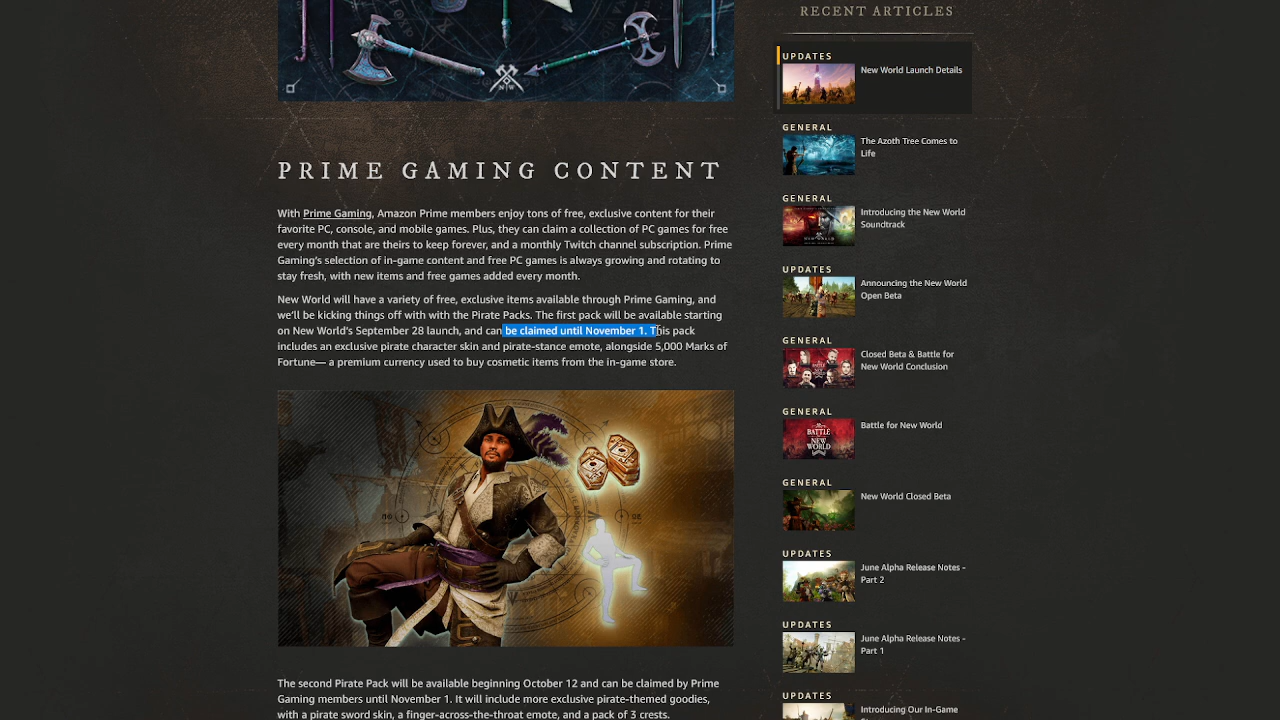 PRIME GAMING CONTENT
With Prime Gaming, Amazon Prime members enjoy tons of free, exclusive content for their
favorite PC, console, and mobile games. Plus, they can claim a collection of PC games for free
every month that are theirs to keep forever, and a monthly Twitch channel subscription. Prime
Gaming's selection of in-game content and free PC games is always growing and rotating to
stay fresh, with new items and free games added every month.
New World will have a variety of free, exclusive items available through Prime Gaming, and
we'll be kicking things off with with the Pirate Packs. The first pack will be available starting
on New World's September 28 launch, and can be claimed until November 1. This pack
includes an exclusive pirate character skin and pirate-stance emote, alongside 5,000 Marks of
Fortune— a premium currency used to buy cosmetic items from the in-game store.
The second Pirate Pack will be available beginning October 12 and can be claimed by Prime
Gaming members until November 1. It will include more exclusive pirate-themed goodies,
with a pirate sword skin, a finger-across-the-throat emote, and a pack of 3 crests.
RECENT ARTICLES
UPDATES
New World Launch Details
GENERAL
The Azoth Tree Comes to
Life
GENERAL
Introducing the New World
Soundtrack
UPDATES
Announcing the New World
Open Beta
GENERAL
Closed Beta & Battle for
New World Conclusion
GENERAL
BATTLE
NEW
WORLD
Battle for New World
GENERAL
New World Closed Beta
UPDATES
June Alpha Release Notes -
Part 2
UPDATES
June Alpha Release Notes -
Part 1
UPDATES
Introducing Our In-Game